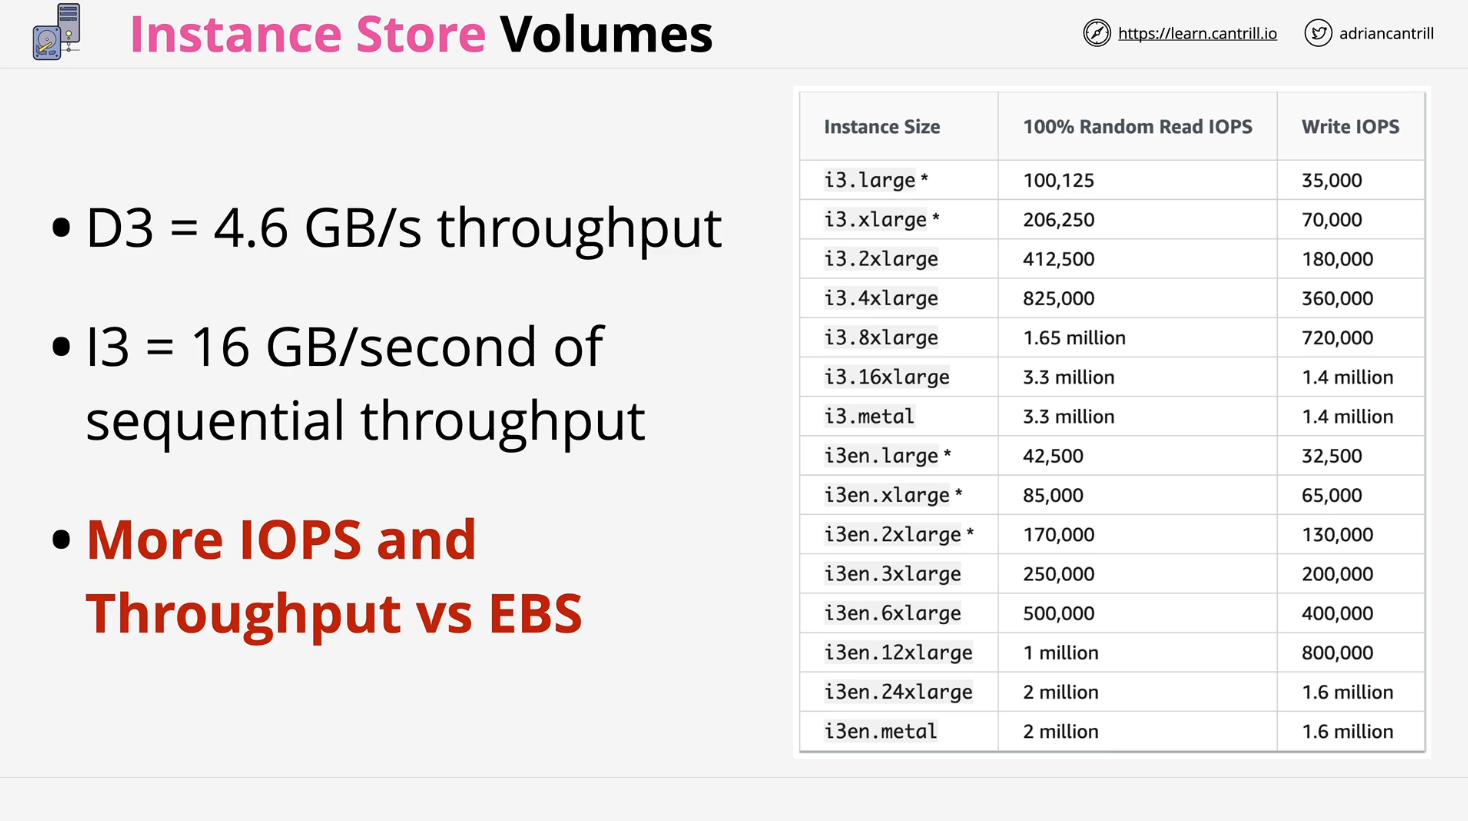 Instance Store Volumes
https://learn.cantrill.io
adriancantrill
• D3 = 4.6 GB/s throughput
• I3 = 16 GB/second of
sequential throughput
• More IOPS and
Throughput vs EBS
Instance Size 100% Random Read IOPS Write IOPS
i3.large * 100,125 35,000
i3.xlarge * 206,250 70,000
i3.2xlarge 412,500 180,000
i3.4xlarge 825,000 360,000
i3.8xlarge 1.65 million 720,000
i3.16xlarge 3.3 million 1.4 million
i3.metal 3.3 million 1.4 million
i3en.large * 42,500 32,500
i3en.xlarge * 85,000 65,000
i3en.2xlarge * 170,000 130,000
i3en.3xlarge 250,000 200,000
i3en.6xlarge 500,000 400,000
i3en.12xlarge 1 million 800,000
i3en.24xlarge 2 million 1.6 million
i3en.metal 2 million 1.6 million